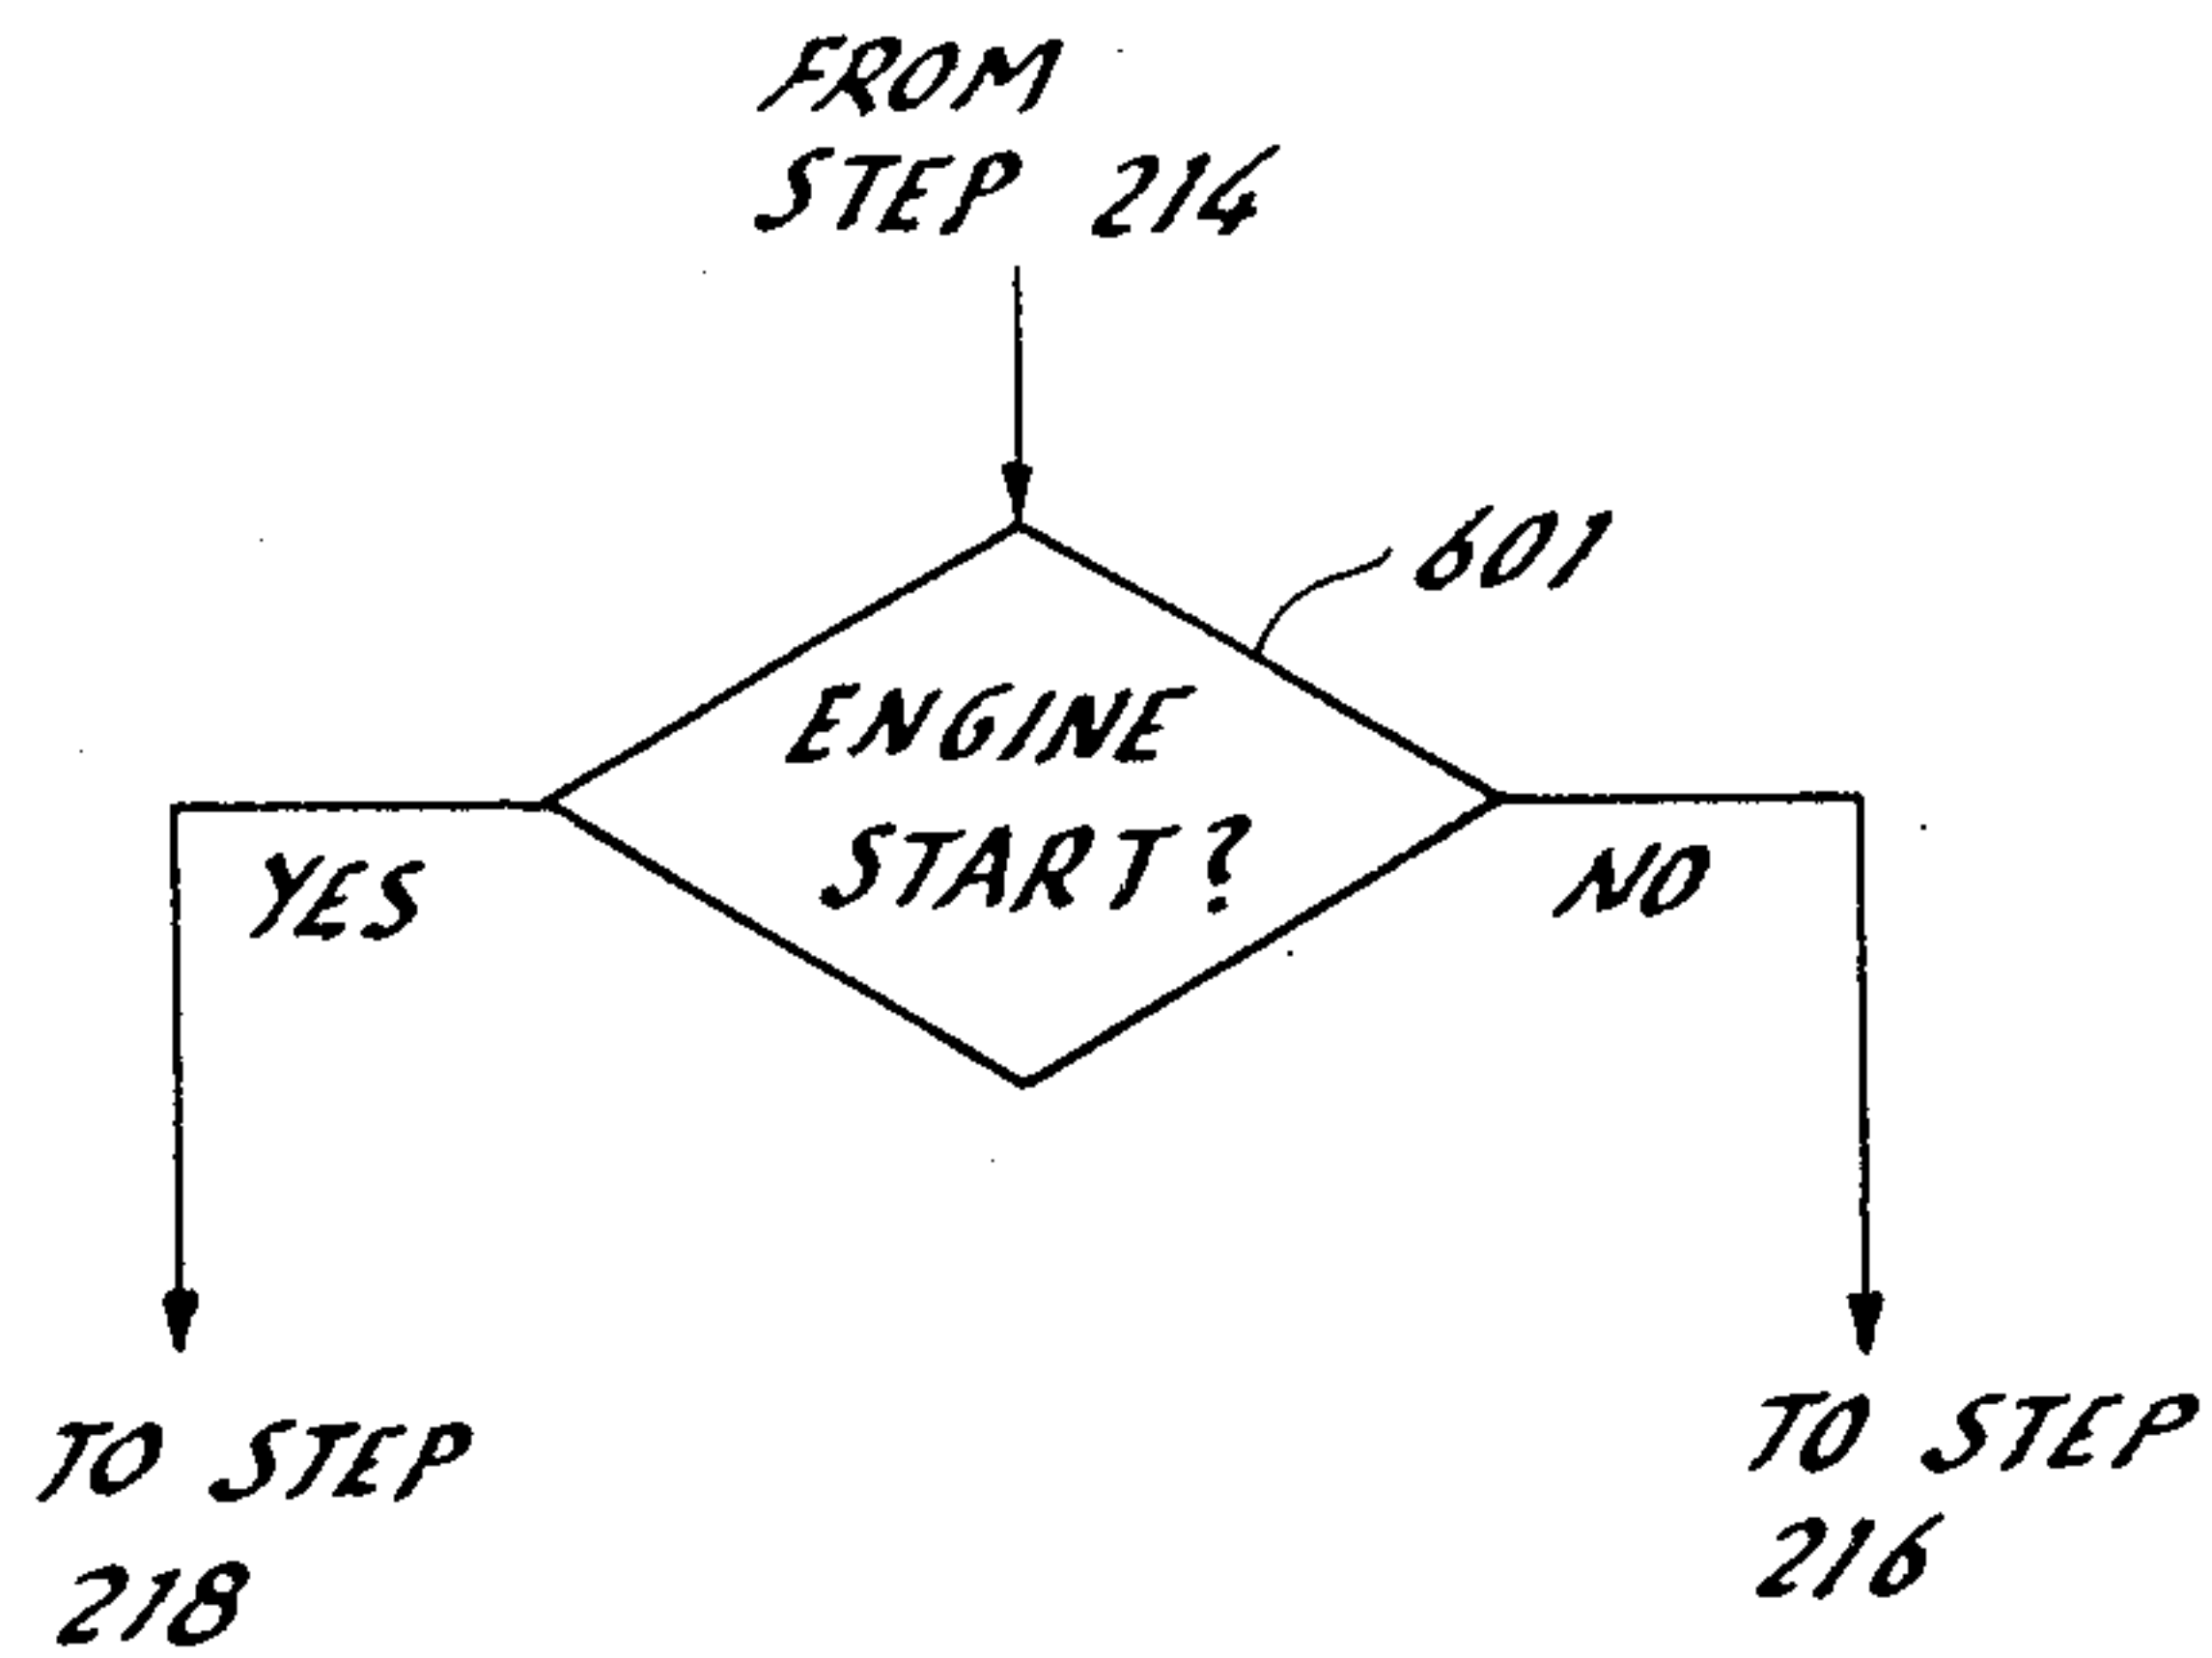 FROM
STEP 214
601
ENGINE
START?
YES
NO
TO STEP
218
TO STEP
216